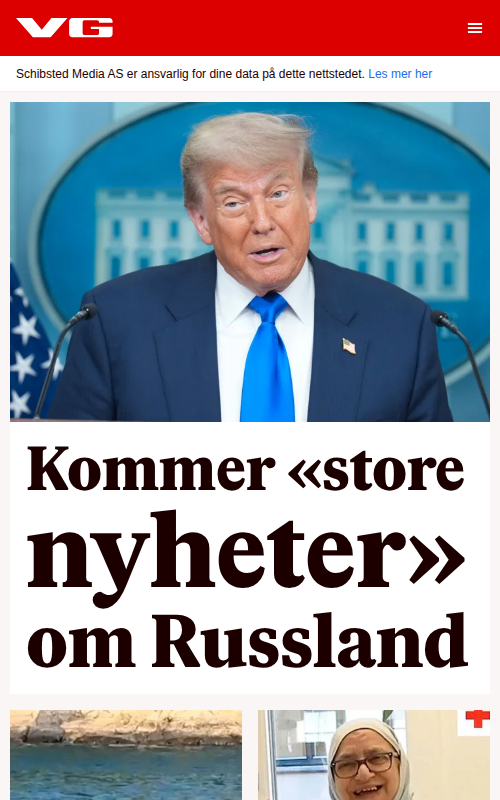 VG
Schibsted Media AS er ansvarlig for dine data på dette nettstedet. Les mer her
Kommer «store
nyheter»
om Russland